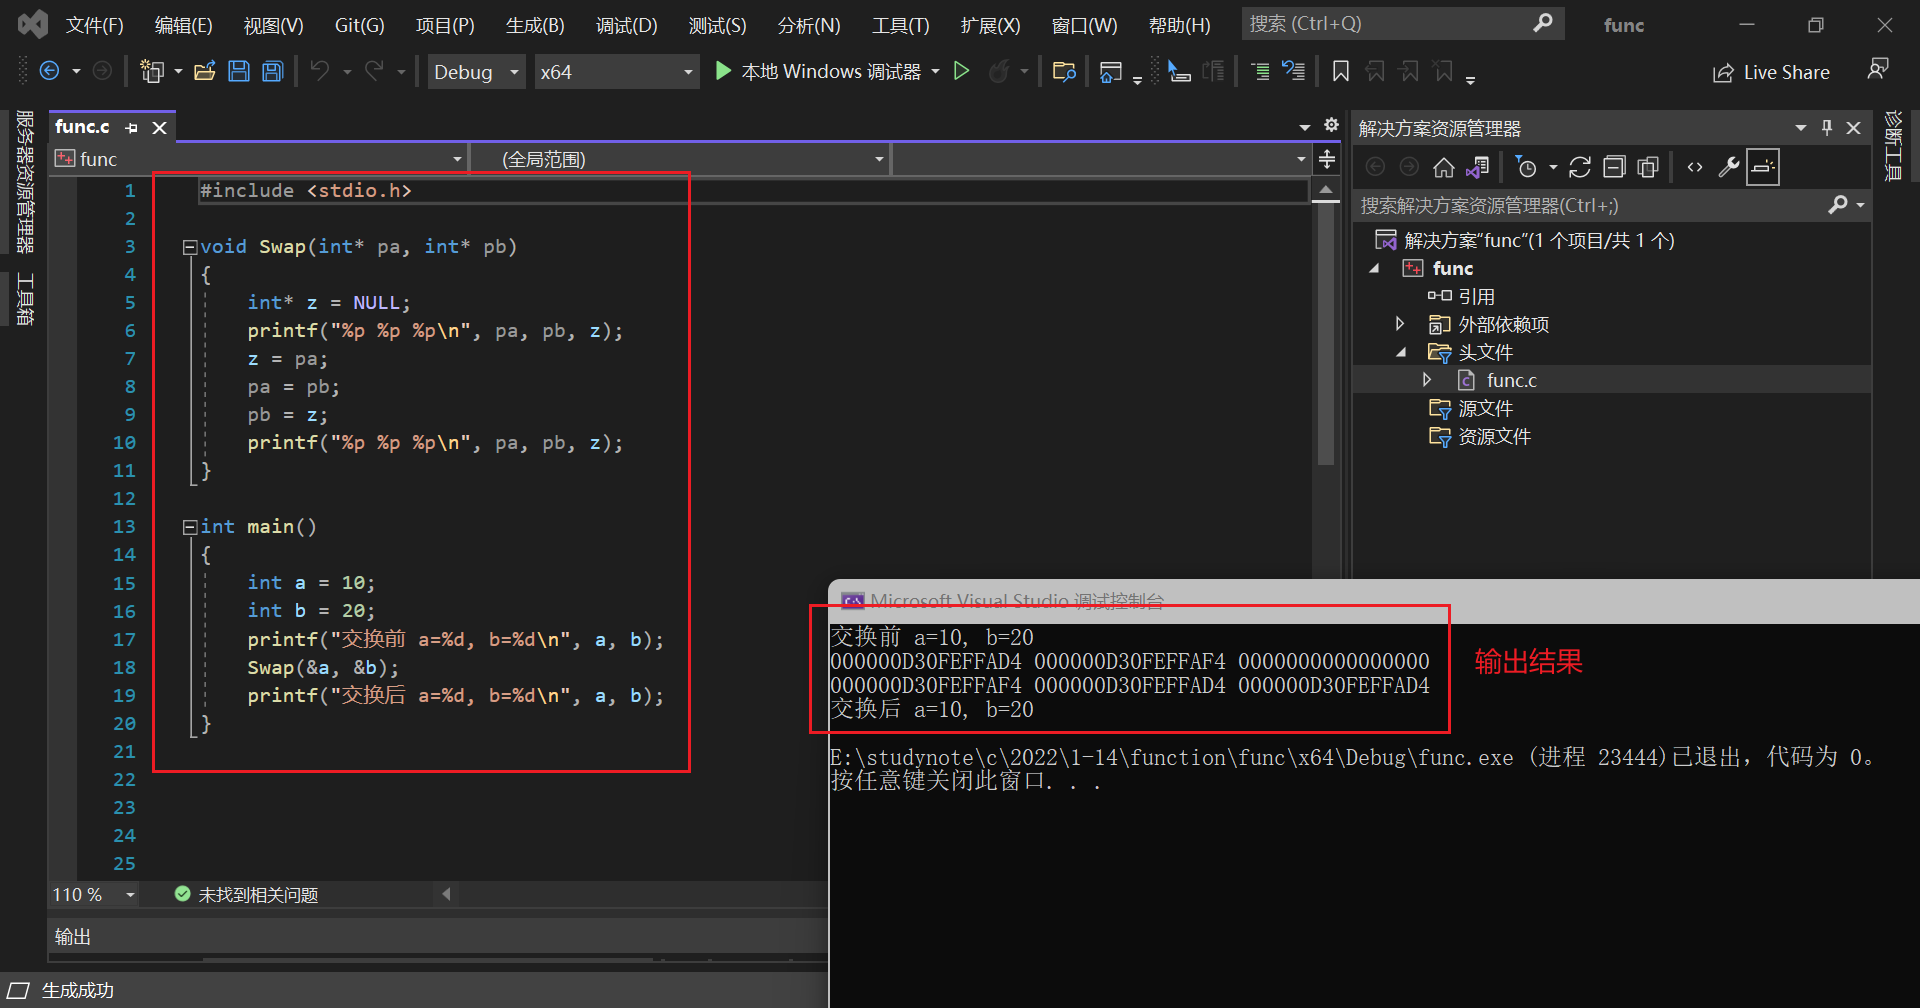 文件(F) 编辑(E) 视图(V) Git(G) 项目(P) 生成(B) 调试(D) 测试(S) 分析(N) 工具(T) 扩展(X) 窗口(W) 帮助(H) 搜索 (Ctrl+Q) func
Debug x64 本地 Windows 调试器 Live Share
服务器资源管理器
工具箱
func.c
func (全局范围)
1 #include <stdio.h>
2
3 void Swap(int* pa, int* pb)
4 {
5 int* z = NULL;
6 printf("%p %p %p\n", pa, pb, z);
7 z = pa;
8 pa = pb;
9 pb = z;
10 printf("%p %p %p\n", pa, pb, z);
11 }
12
13 int main()
14 {
15 int a = 10;
16 int b = 20;
17 printf("交换前 a=%d, b=%d\n", a, b);
18 Swap(&a, &b);
19 printf("交换后 a=%d, b=%d\n", a, b);
20 }
21
22
23
24
25
110 % 未找到相关问题
输出
生成成功
解决方案资源管理器
搜索解决方案资源管理器(Ctrl+;)
解决方案"func"(1 个项目/共 1 个)
func
引用
外部依赖项
头文件
func.c
源文件
资源文件
诊断工具
Microsoft Visual Studio 调试控制台
交换前 a=10, b=20
000000D30FEFFAD4 000000D30FEFFAF4 0000000000000000
000000D30FEFFAF4 000000D30FEFFAD4 000000D30FEFFAD4
交换后 a=10, b=20
输出结果
E:\studynote\c\2022\1-14\function\func\x64\Debug\func.exe (进程 23444)已退出，代码为 0。
按任意键关闭此窗口. . .